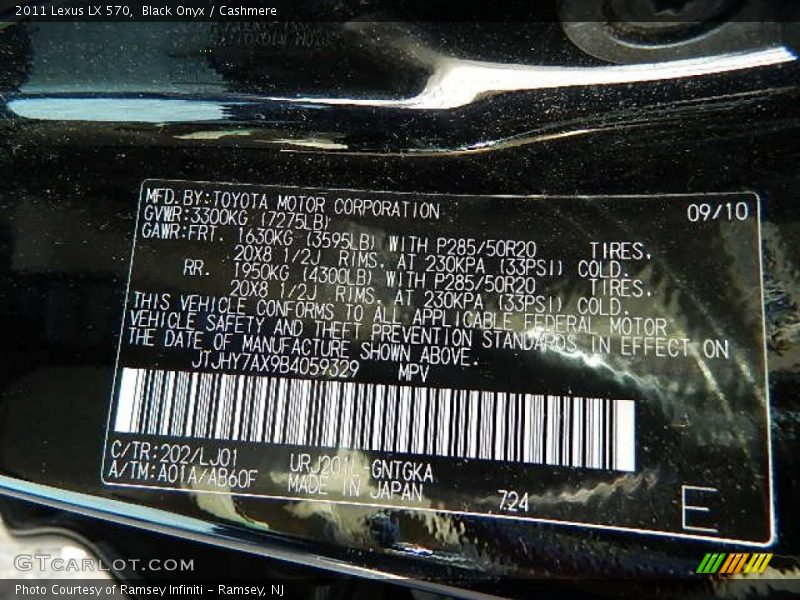 2011 Lexus LX 570, Black Onyx / Cashmere
MFD.BY:TOYOTA MOTOR CORPORATION 09/10
GVWR:3300KG (7275LB)
GAWR:FRT. 1630KG (3595LB) WITH P285/50R20 TIRES.
20X8 1/2J RIMS. AT 230KPA (33PSI) COLD.
RR. 1950KG (4300LB) WITH P285/50R20 TIRES.
20X8 1/2J RIMS. AT 230KPA (33PSI) COLD.
THIS VEHICLE CONFORMS TO ALL APPLICABLE FEDERAL MOTOR
VEHICLE SAFETY AND THEFT PREVENTION STANDARDS IN EFFECT ON
THE DATE OF MANUFACTURE SHOWN ABOVE.
JTJHY7AX9B4059329 MPV
C/TR:202/LJ01 URJ201L-GNTGKA
A/TM:A01A/AB60F MADE IN JAPAN 724 E
GTCarLot.com
Photo Courtesy of Ramsey Infiniti - Ramsey, NJ